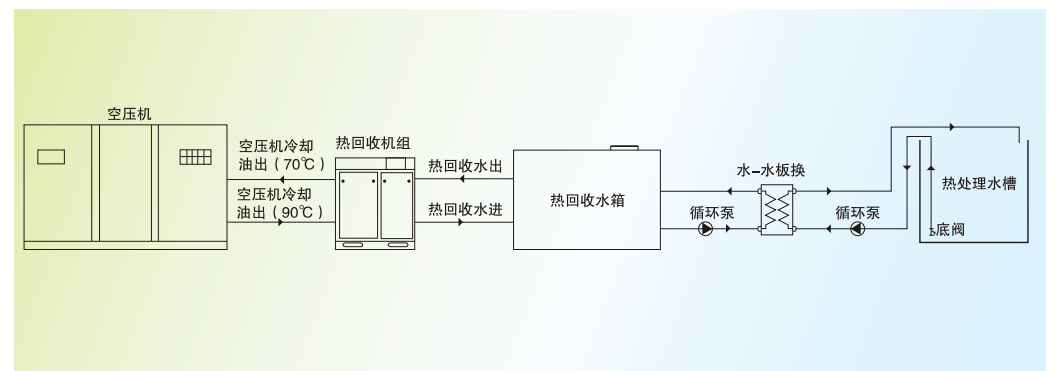 空压机
空压机冷却
油出（70℃）
空压机冷却
油出（90℃）
热回收机组
热回收水出
热回收水进
热回收水箱
水-水板换
循环泵
循环泵
热处理水槽
底阀